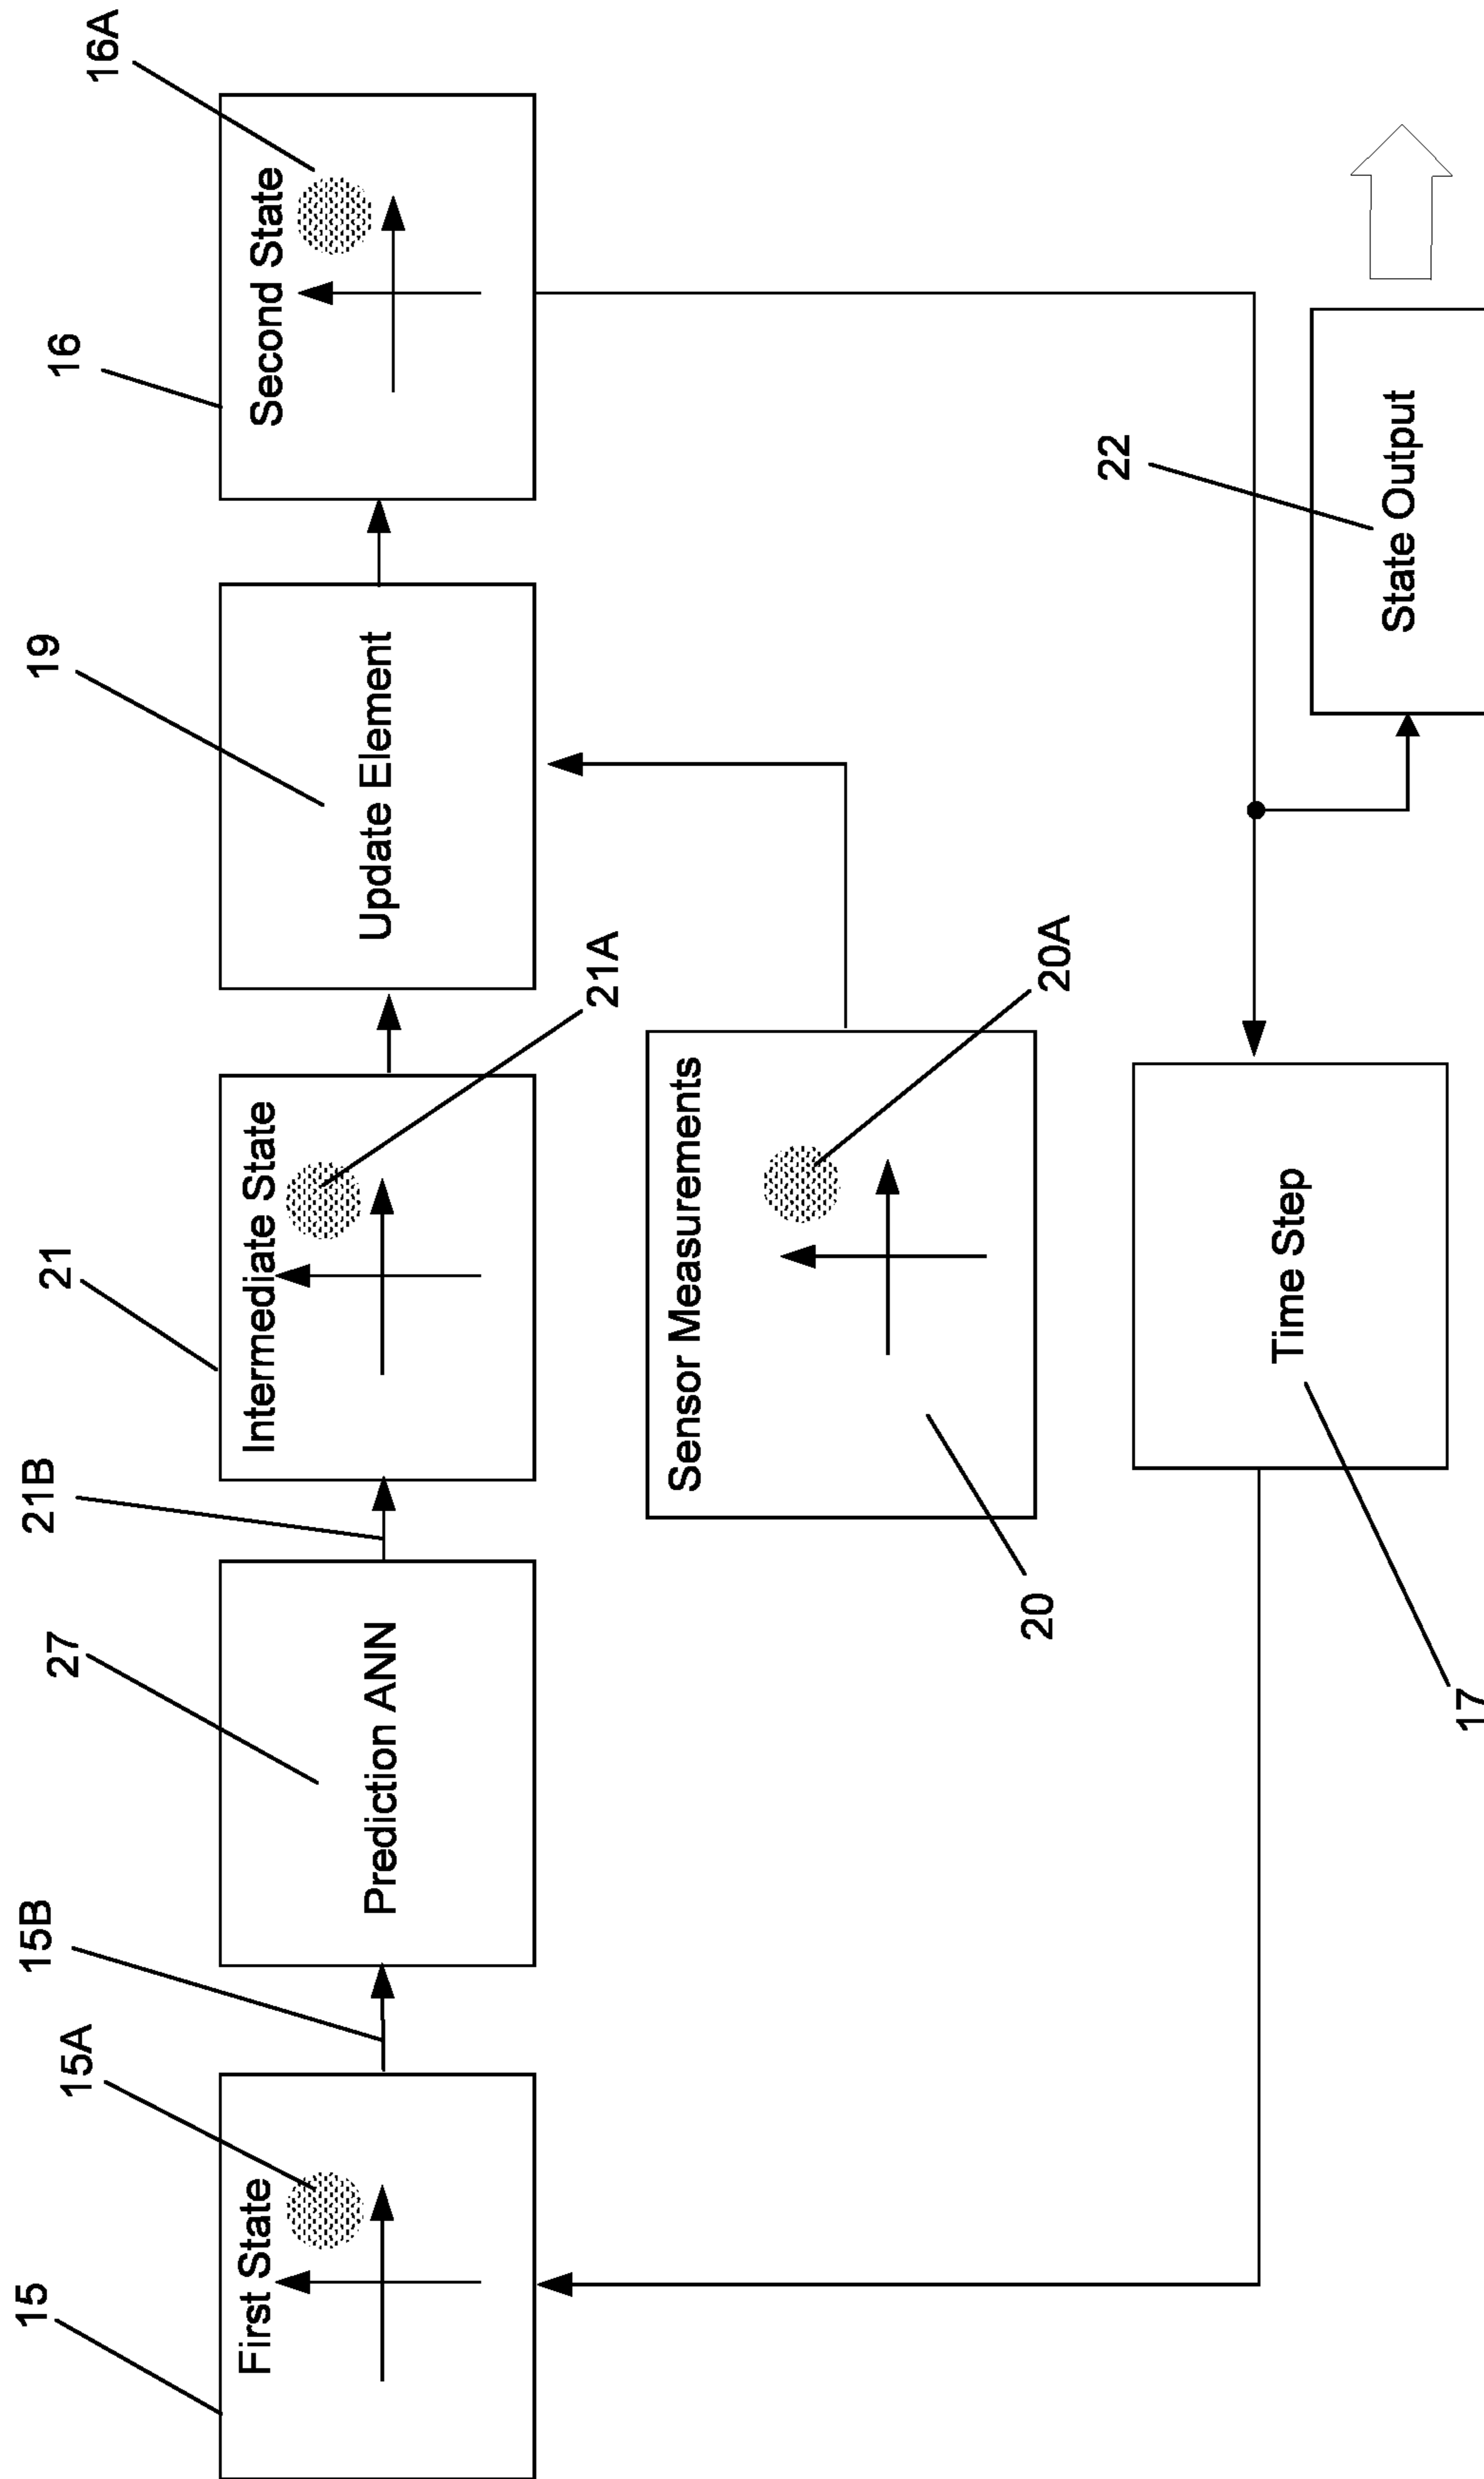 15
15A
15B
27
21B
21
19
16
16A
First State
Prediction ANN
Intermediate State
21A
Update Element
Second State
20
Sensor Measurements
20A
22
17
Time Step
State Output